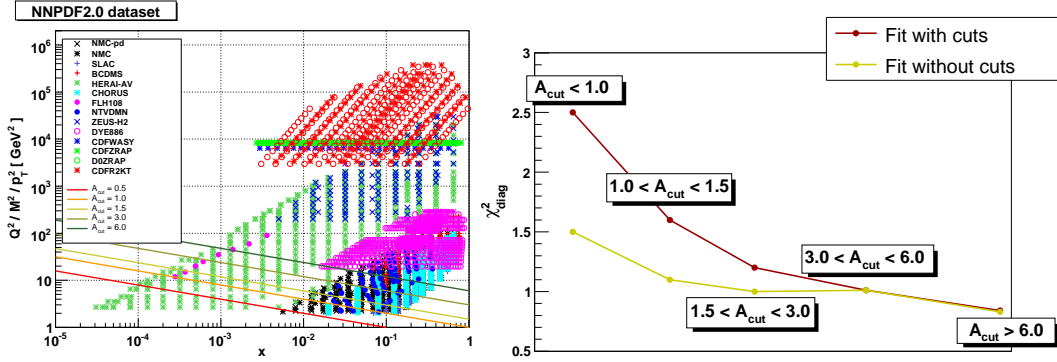 NNPDF2.0 dataset
Q² / M² / p_T² [ GeV² ]
10⁶
10⁵
10⁴
10³
10²
10
1
NMC-pd
NMC
SLAC
BCDMS
HERAI-AV
CHORUS
FLH108
NTVDMN
ZEUS-H2
DYE886
CDFWASY
CDFZRAP
D0ZRAP
CDFR2KT
A_cut = 0.5
A_cut = 1.0
A_cut = 1.5
A_cut = 3.0
A_cut = 6.0
10⁻⁵ 10⁻⁴ 10⁻³ 10⁻² 10⁻¹ 1
x
Fit with cuts
Fit without cuts
χ²_diag
3
2.5
2
1.5
1
0.5
A_cut < 1.0
1.0 < A_cut < 1.5
3.0 < A_cut < 6.0
1.5 < A_cut < 3.0
A_cut > 6.0